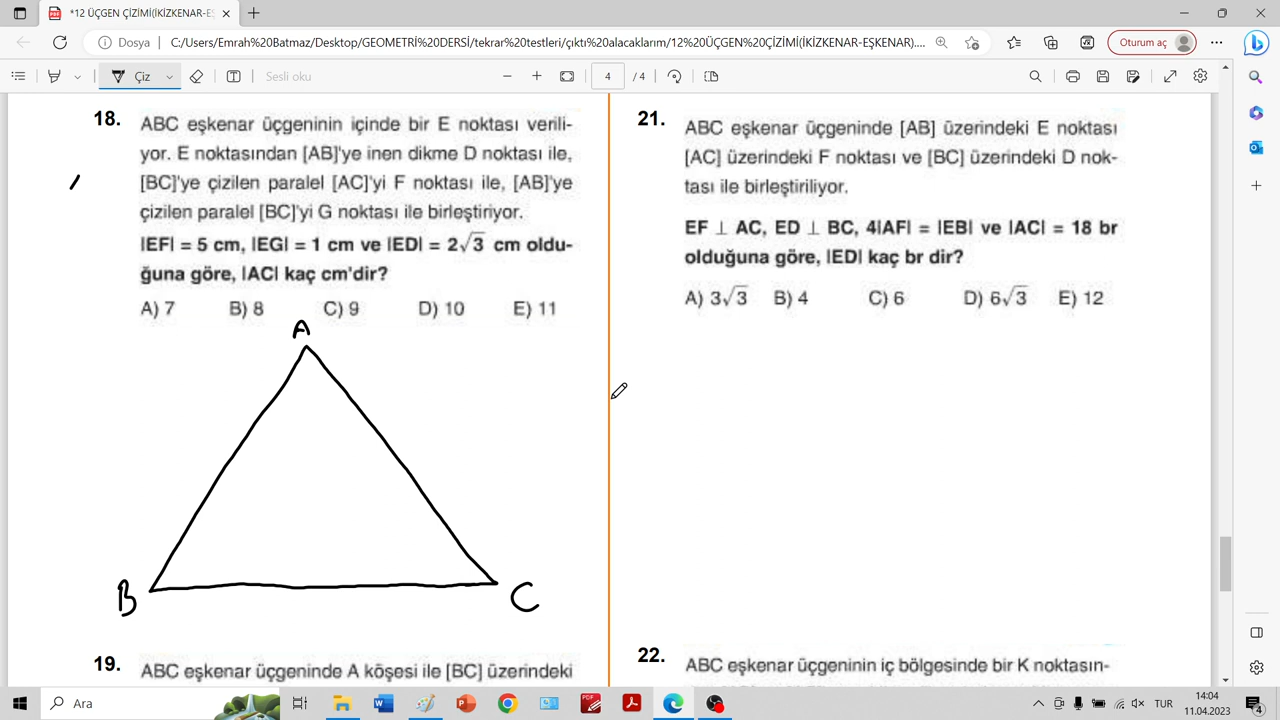 *12 ÜÇGEN ÇİZİMİ(İKİZKENAR-EŞ
Dosya
C:/Users/Emrah%20Batmaz/Desktop/GEOMETRİ%20DERSİ/tekrar%20testleri/çıktı%20alacaklarım/12%20ÜÇGEN%20ÇİZİMİ(İKİZKENAR-EŞKENAR)....
Oturum aç
Çiz
Sesli oku
4 / 4
18. ABC eşkenar üçgeninin içinde bir E noktası verili-
yor. E noktasından [AB]'ye inen dikme D noktası ile,
[BC]'ye çizilen paralel [AC]'yi F noktası ile, [AB]'ye
çizilen paralel [BC]'yi G noktası ile birleştiriyor.
|EF| = 5 cm, |EG| = 1 cm ve |ED| = 2√3 cm oldu-
ğuna göre, |AC| kaç cm'dir?
A) 7 B) 8 C) 9 D) 10 E) 11
A
B
C
19. ABC eşkenar üçgeninde A köşesi ile [BC] üzerindeki
21. ABC eşkenar üçgeninde [AB] üzerindeki E noktası
[AC] üzerindeki F noktası ve [BC] üzerindeki D nok-
tası ile birleştiriliyor.
EF ⊥ AC, ED ⊥ BC, 4|AF| = |EB| ve |AC| = 18 br
olduğuna göre, |ED| kaç br dir?
A) 3√3 B) 4 C) 6 D) 6√3 E) 12
22. ABC eşkenar üçgeninin iç bölgesinde bir K noktasın-
Ara
TUR
14:04
11.04.2023
4